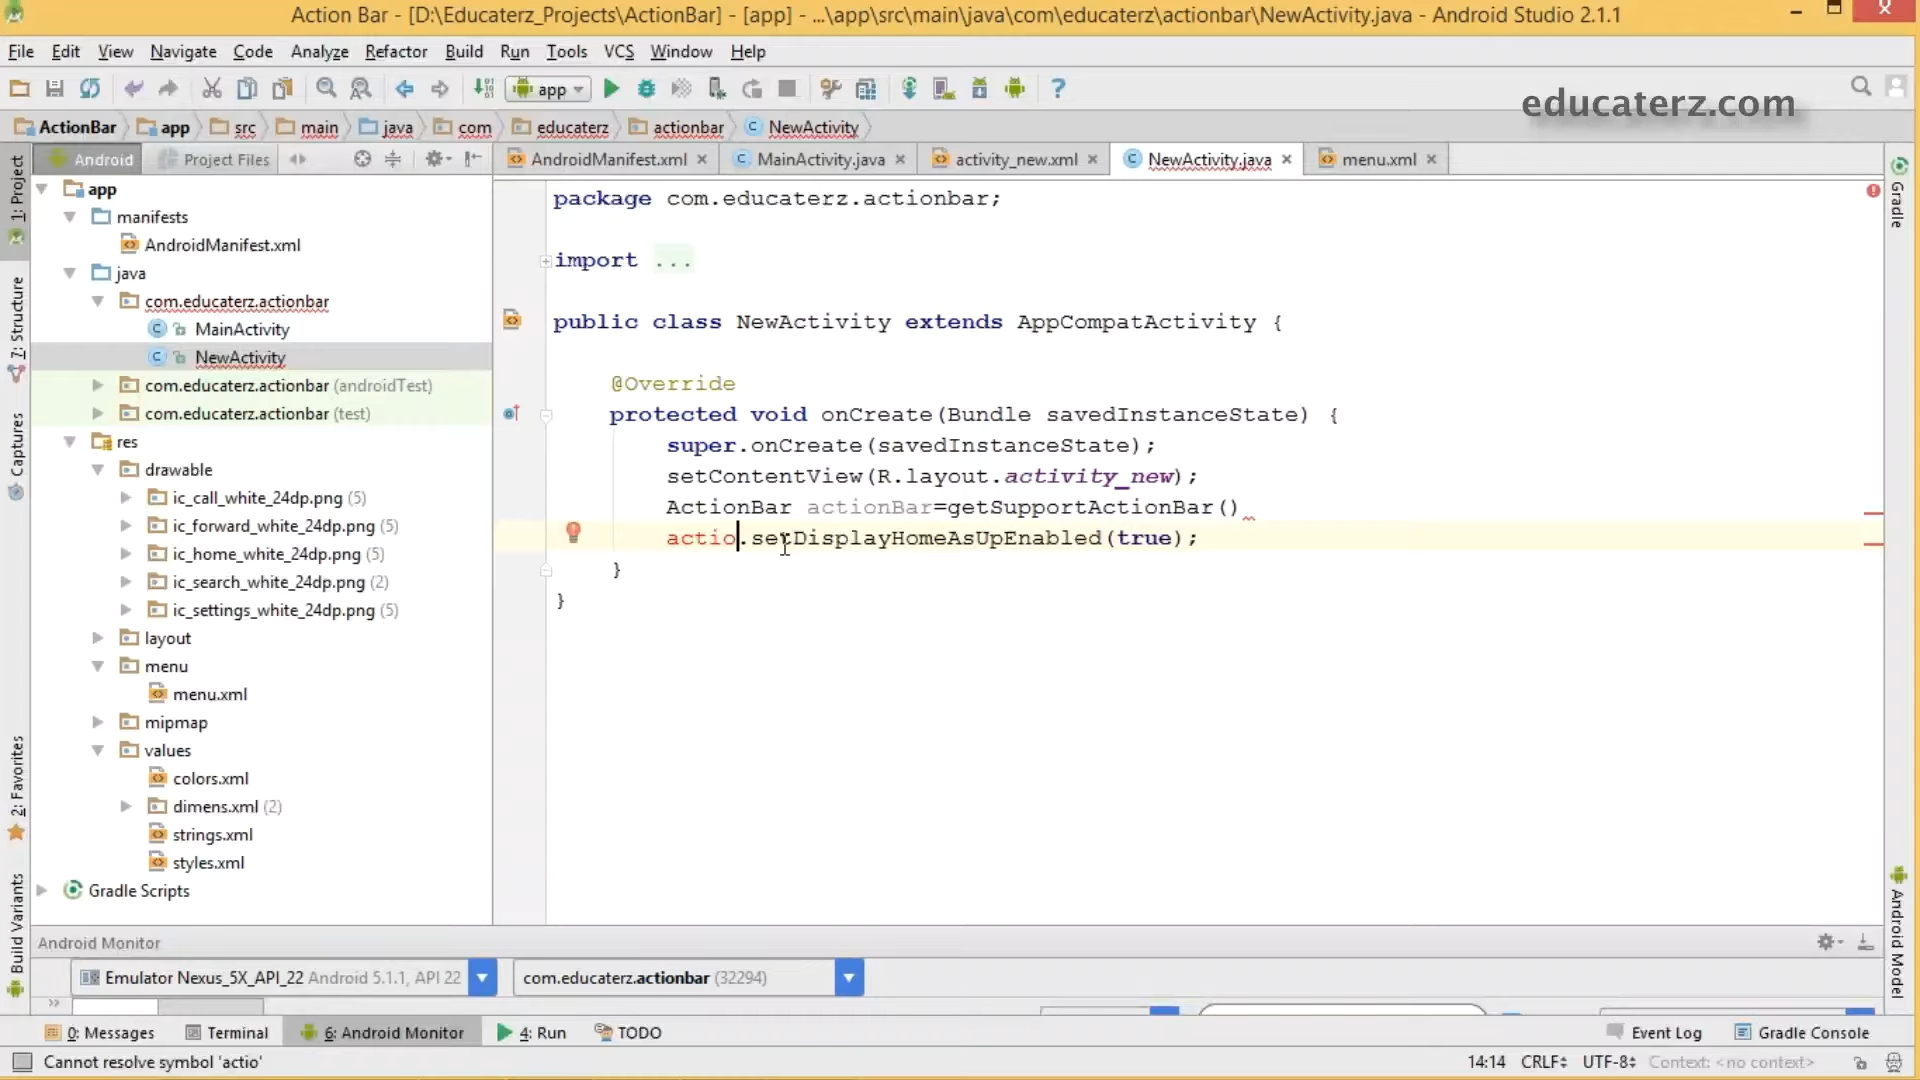 Action Bar - [D:\Educaterz_Projects\ActionBar] - [app] - ...\app\src\main\java\com\educaterz\actionbar\NewActivity.java - Android Studio 2.1.1
File Edit View Navigate Code Analyze Refactor Build Run Tools VCS Window Help
app
educaterz.com
ActionBar app src main java com educaterz actionbar NewActivity
Android Project Files
AndroidManifest.xml MainActivity.java activity_new.xml NewActivity.java menu.xml
1: Project
7: Structure
Captures
2: Favorites
Build Variants
app
manifests
AndroidManifest.xml
java
com.educaterz.actionbar
MainActivity
NewActivity
com.educaterz.actionbar (androidTest)
com.educaterz.actionbar (test)
res
drawable
ic_call_white_24dp.png (5)
ic_forward_white_24dp.png (5)
ic_home_white_24dp.png (5)
ic_search_white_24dp.png (2)
ic_settings_white_24dp.png (5)
layout
menu
menu.xml
mipmap
values
colors.xml
dimens.xml (2)
strings.xml
styles.xml
Gradle Scripts
package com.educaterz.actionbar;
import ...
public class NewActivity extends AppCompatActivity {
@Override
protected void onCreate(Bundle savedInstanceState) {
super.onCreate(savedInstanceState);
setContentView(R.layout.activity_new);
ActionBar actionBar=getSupportActionBar()
actio.setDisplayHomeAsUpEnabled(true);
}
}
Gradle
Android Model
Android Monitor
Emulator Nexus_5X_API_22 Android 5.1.1, API 22
com.educaterz.actionbar (32294)
0: Messages Terminal 6: Android Monitor 4: Run TODO Event Log Gradle Console
Cannot resolve symbol 'actio' 14:14 CRLF UTF-8 Context: <no context>